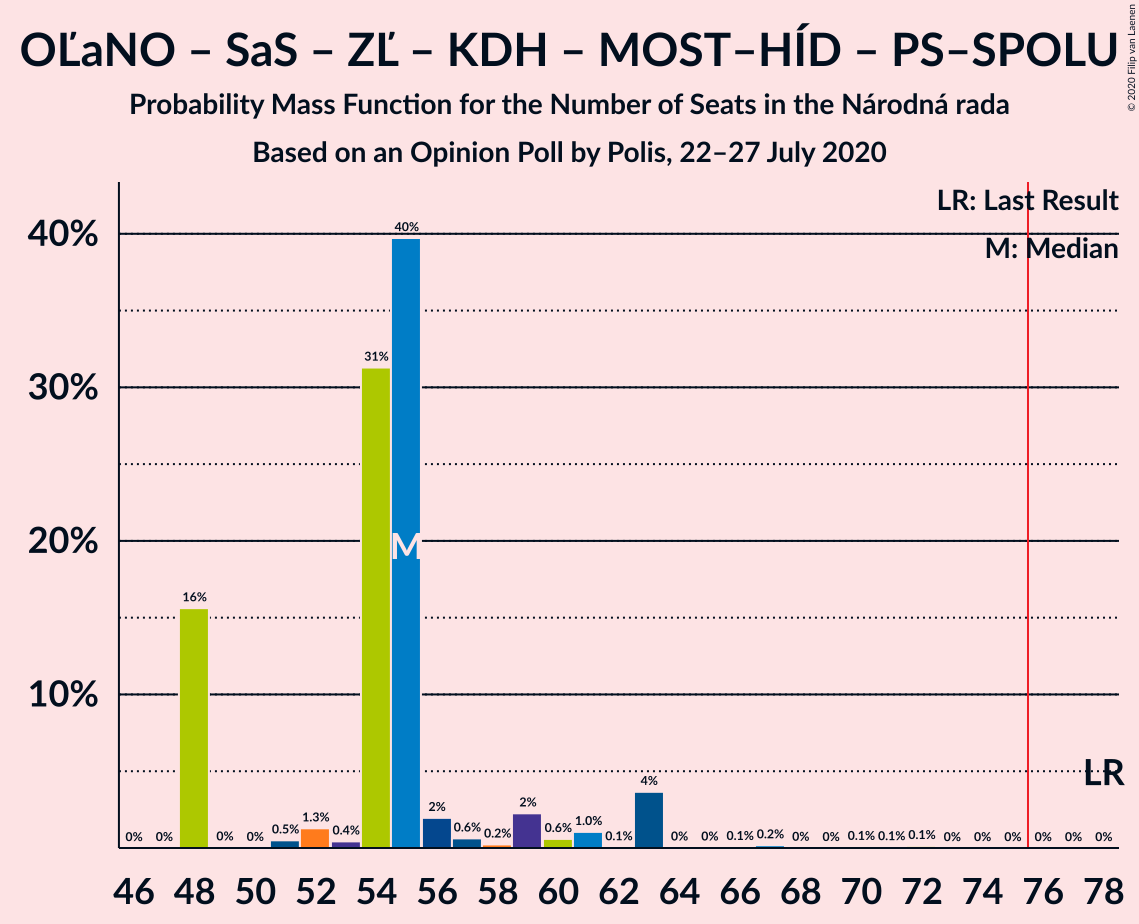 OĽaNO – SaS – ZĽ – KDH – MOST–HÍD – PS–SPOLU
Probability Mass Function for the Number of Seats in the Národná rada
Based on an Opinion Poll by Polis, 22–27 July 2020
© 2020 Filip van Laenen
LR: Last Result
M: Median
40%
30%
20%
10%
0% 0% 16% 0% 0% 0.5% 1.3% 0.4% 31% 40% 2% 0.6% 0.2% 2% 0.6% 1.0% 0.1% 4% 0% 0% 0.1% 0.2% 0% 0% 0.1% 0.1% 0.1% 0% 0% 0% 0% 0% 0%
M
LR
46 48 50 52 54 56 58 60 62 64 66 68 70 72 74 76 78